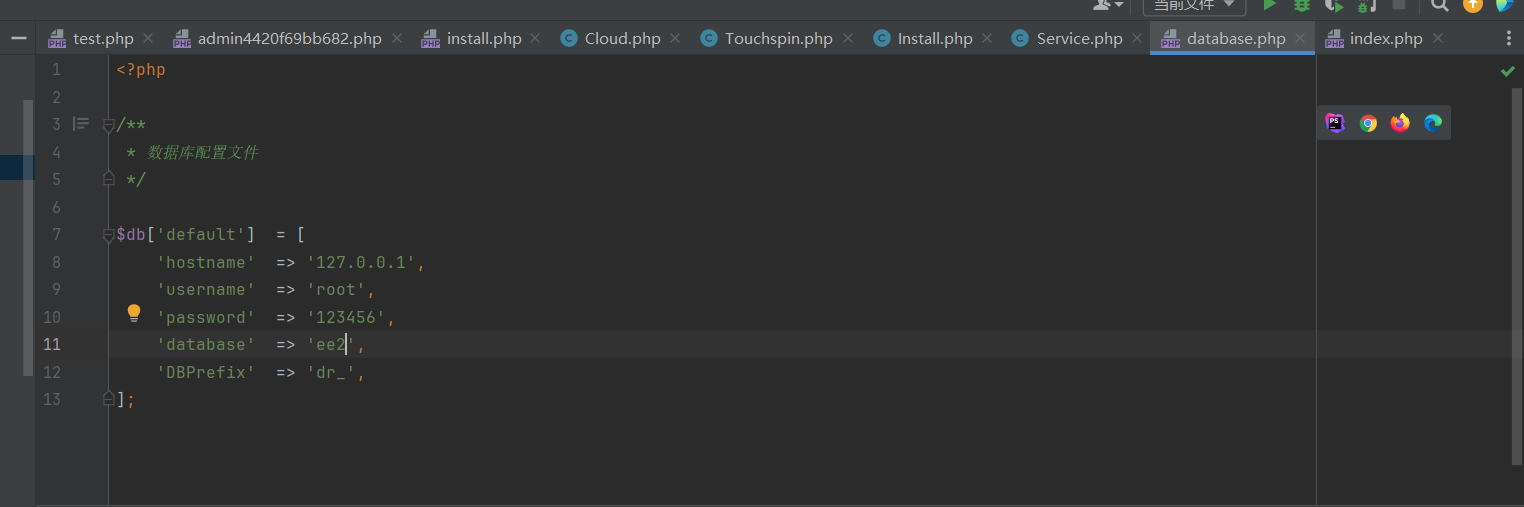 当前文件
test.php
admin4420f69bb682.php
install.php
Cloud.php
Touchspin.php
Install.php
Service.php
database.php
index.php
1 <?php
2
3 /**
4 * 数据库配置文件
5 */
6
7 $db['default']  = [
8 'hostname'  => '127.0.0.1',
9 'username'  => 'root',
10 'password'  => '123456',
11 'database'  => 'ee2',
12 'DBPrefix'  => 'dr_',
13 ];